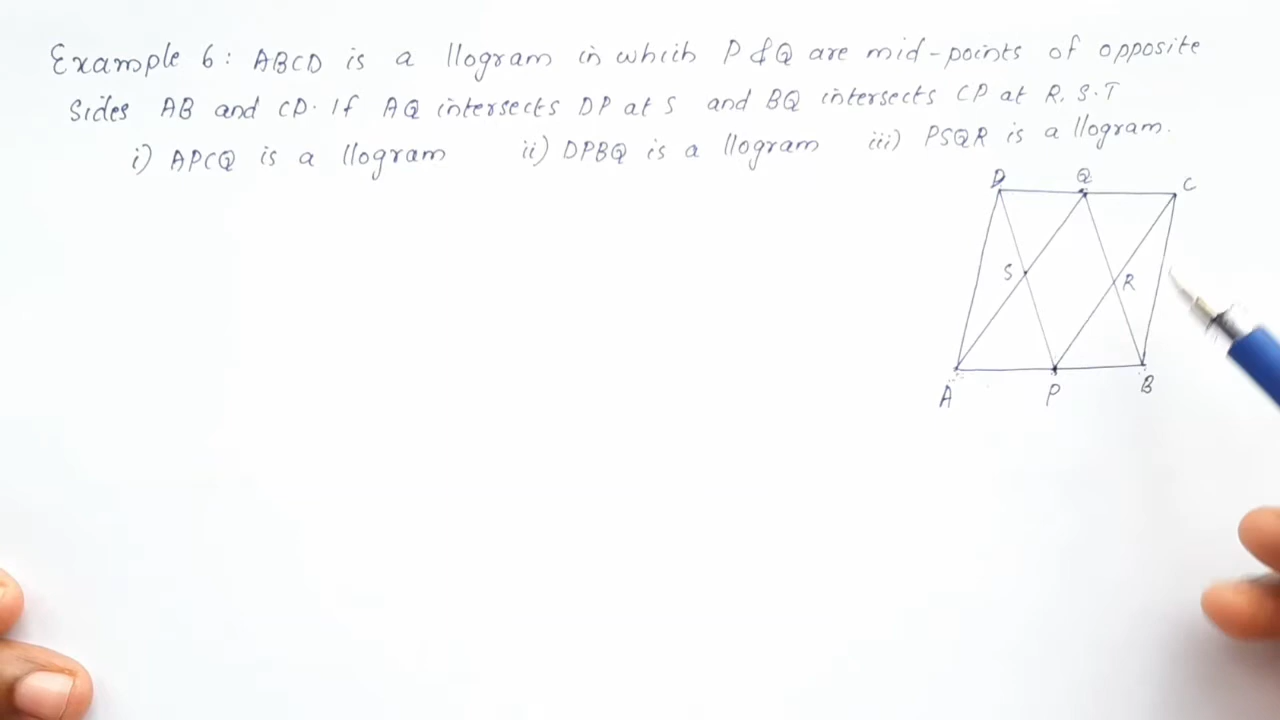 Example 6: ABCD is a llogram in which P & Q are mid-points of opposite
sides AB and CD. If AQ intersects DP at S and BQ intersects CP at R. S.T
i) APCQ is a llogram ii) DPBQ is a llogram iii) PSQR is a llogram.
D Q C
S R
A P B